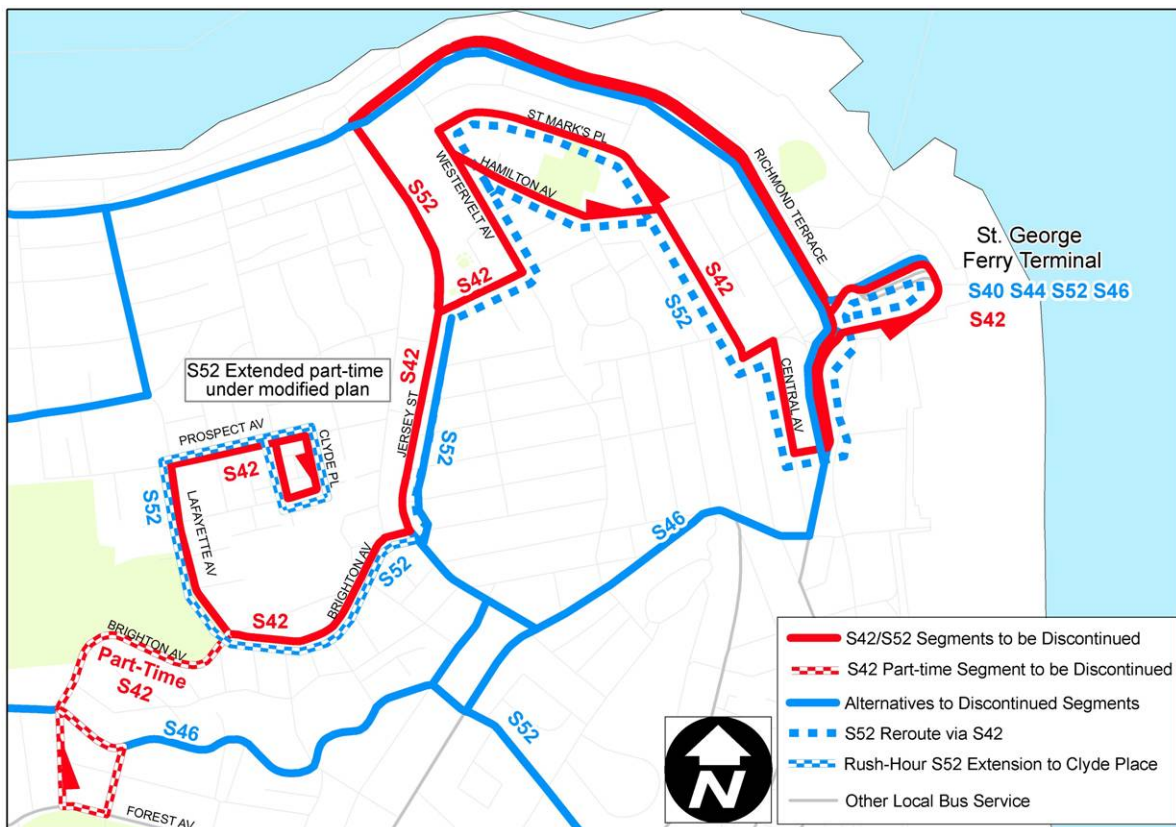 ST MARK'S PL
HAMILTON AV
WESTERVELT AV
RICHMOND TERRACE
S52
S42
S42
S52
St. George
Ferry Terminal
S40 S44 S52 S46
S42
S52 Extended part-time
under modified plan
S42
JERSEY ST
S52
CENTRAL AV
PROSPECT AV
CLYDE PL
S42
S52
LAFAYETTE AV
S46
BRIGHTON AV
S52
S42
BRIGHTON AV
Part-Time
S42
S46
S52
FOREST AV
N
S42/S52 Segments to be Discontinued
S42 Part-time Segment to be Discontinued
Alternatives to Discontinued Segments
S52 Reroute via S42
Rush-Hour S52 Extension to Clyde Place
Other Local Bus Service